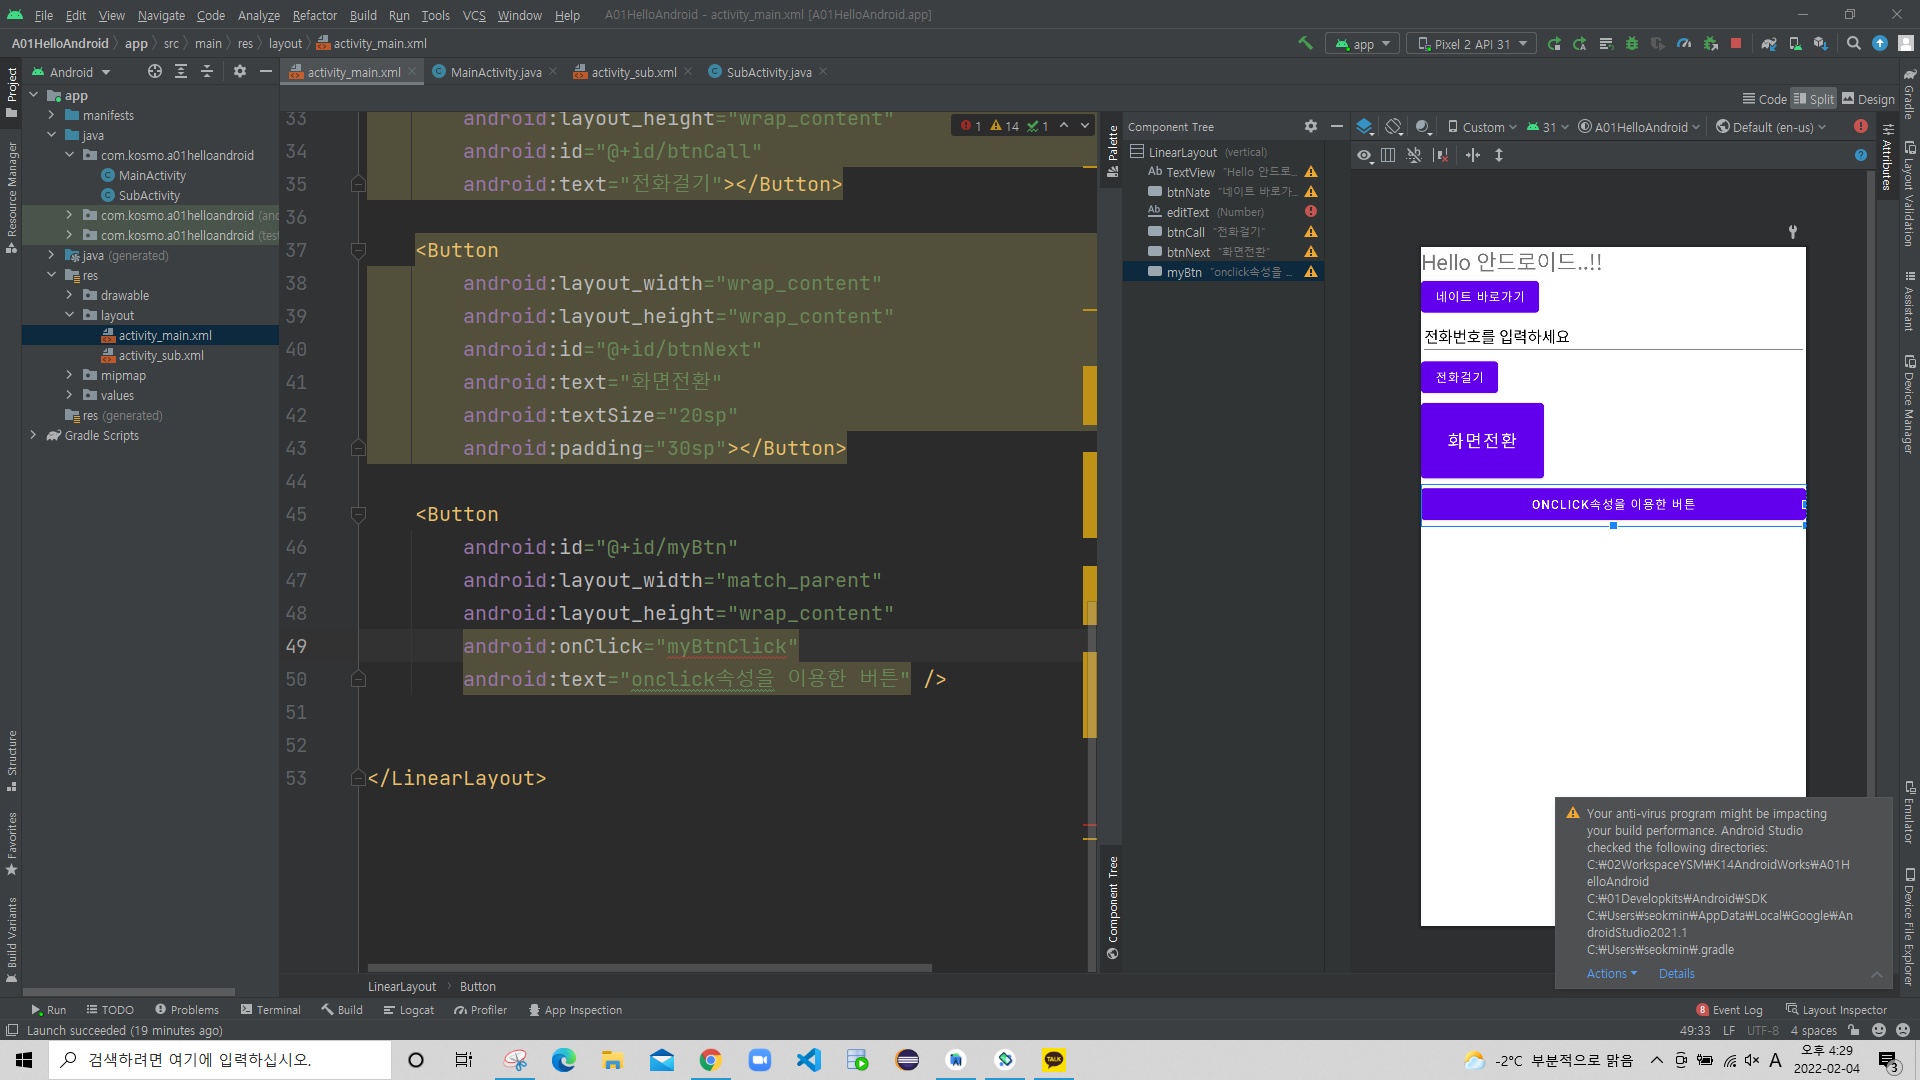 File Edit View Navigate Code Analyze Refactor Build Run Tools VCS Window Help A01HelloAndroid - activity_main.xml [A01HelloAndroid.app]
A01HelloAndroid app src main res layout activity_main.xml
app Pixel 2 API 31
Android
activity_main.xml MainActivity.java activity_sub.xml SubActivity.java
Code Split Design
Project
Resource Manager
Structure
Favorites
Build Variants
app
manifests
java
com.kosmo.a01helloandroid
MainActivity
SubActivity
com.kosmo.a01helloandroid (and
com.kosmo.a01helloandroid (tes
java (generated)
res
drawable
layout
activity_main.xml
activity_sub.xml
mipmap
values
res (generated)
Gradle Scripts
1 14 1
33 android:layout_height="wrap_content"
34 android:id="@+id/btnCall"
35 android:text="전화걸기"></Button>
36
37 <Button
38 android:layout_width="wrap_content"
39 android:layout_height="wrap_content"
40 android:id="@+id/btnNext"
41 android:text="화면전환"
42 android:textSize="20sp"
43 android:padding="30sp"></Button>
44
45 <Button
46 android:id="@+id/myBtn"
47 android:layout_width="match_parent"
48 android:layout_height="wrap_content"
49 android:onClick="myBtnClick"
50 android:text="onclick속성을 이용한 버튼" />
51
52
53 </LinearLayout>
LinearLayout Button
Palette
Component Tree
Component Tree
LinearLayout (vertical)
Ab TextView "Hello 안드로...
btnNate "네이트 바로가...
Ab editText (Number)
btnCall "전화걸기"
btnNext "화면전환"
myBtn "onclick속성을 ...
Custom 31 A01HelloAndroid Default (en-us)
Hello 안드로이드..!!
네이트 바로가기
전화번호를 입력하세요
전화걸기
화면전환
ONCLICK속성을 이용한 버튼
Attributes
Gradle
Layout Validation
Assistant
Device Manager
Emulator
Device File Explorer
Your anti-virus program might be impacting
your build performance. Android Studio
checked the following directories:
C:₩02WorkspaceYSM₩K14AndroidWorks₩A01H
elloAndroid
C:₩01Developkits₩Android₩SDK
C:₩Users₩seokmin₩AppData₩Local₩Google₩An
droidStudio2021.1
C:₩Users₩seokmin₩.gradle
Actions Details
Run TODO Problems Terminal Build Logcat Profiler App Inspection 8 Event Log Layout Inspector
Launch succeeded (19 minutes ago) 49:33 LF UTF-8 4 spaces
검색하려면 여기에 입력하십시오.
TALK
-2°C 부분적으로 맑음 A 오후 4:29
2022-02-04 3